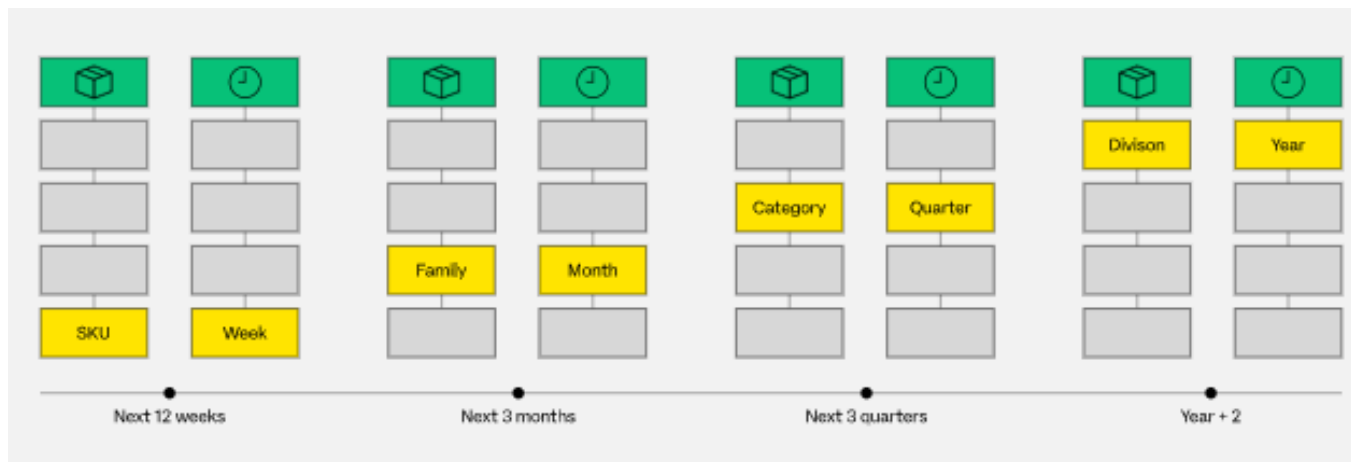 Divison
Year
Category
Quarter
Family
Month
SKU
Week
Next 12 weeks
Next 3 months
Next 3 quarters
Year + 2